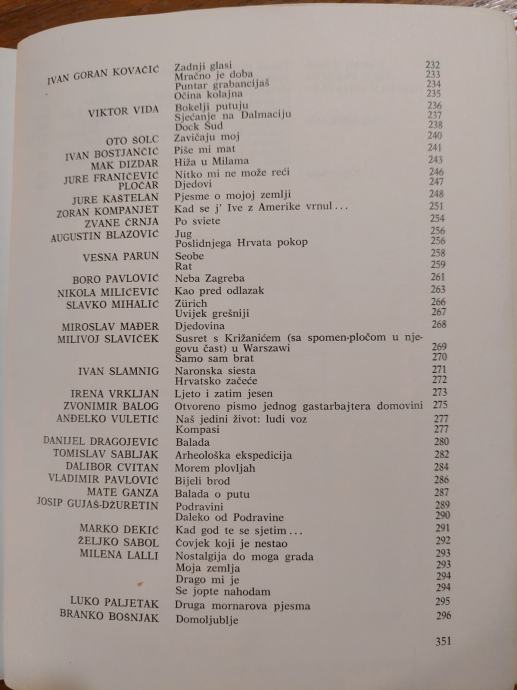 IVAN GORAN KOVAČIĆ Zadnji glasi 232
Mračno je doba 233
Puntar grabancijaš 234
Očina kolajna 235
VIKTOR VIDA Bokelji putuju 236
Sjećanje na Dalmaciju 237
Dock Sud 238
OTO ŠOLC Zavičaju moj 240
IVAN BOSTJANČIĆ Piše mi mat 241
MAK DIZDAR Hiža u Milama 243
JURE FRANIČEVIĆ Nitko mi ne može reći 246
PLOČAR Djedovi 247
JURE KAŠTELAN Pjesme o mojoj zemlji 248
ZORAN KOMPANJET Kad se j' Ive z Amerike vrnul... 251
ZVANE ČRNJA Po sviete 254
AUGUSTIN BLAZOVIĆ Jug 256
Poslidnjega Hrvata pokop 256
VESNA PARUN Seobe 258
Rat 259
BORO PAVLOVIĆ Neba Zagreba 261
NIKOLA MILIĆEVIĆ Kao pred odlazak 263
SLAVKO MIHALIĆ Zürich 266
Uvijek grešniji 267
MIROSLAV MAĐER Djedovina 268
MILIVOJ SLAVIČEK Susret s Križanićem (sa spomen-pločom u nje-
govu čast) u Warszawi 269
Samo sam brat 270
IVAN SLAMNIG Naronska siesta 271
Hrvatsko začeće 272
IRENA VRKLJAN Ljeto i zatim jesen 273
ZVONIMIR BALOG Otvoreno pismo jednog gastarbajtera domovini 275
ANĐELKO VULETIĆ Naš jedini život: ludi voz 277
Kompasi 277
DANIJEL DRAGOJEVIĆ Balada 280
TOMISLAV SABLJAK Arheološka ekspedicija 282
DALIBOR CVITAN Morem plovljah 284
VLADIMIR PAVLOVIĆ Bijeli brod 286
MATE GANZA Balada o putu 287
JOSIP GUJAŠ-DŽURETIN Podravini 289
Daleko od Podravine 290
MARKO DEKIĆ Kad god te se sjetim... 291
ŽELJKO SABOL Čovjek koji je nestao 292
MILENA LALLI Nostalgija do moga grada 293
Moja zemlja 293
Drago mi je 294
Se jopte nahodam 294
LUKO PALJETAK Druga mornarova pjesma 295
BRANKO BOŠNJAK Domoljublje 296
351